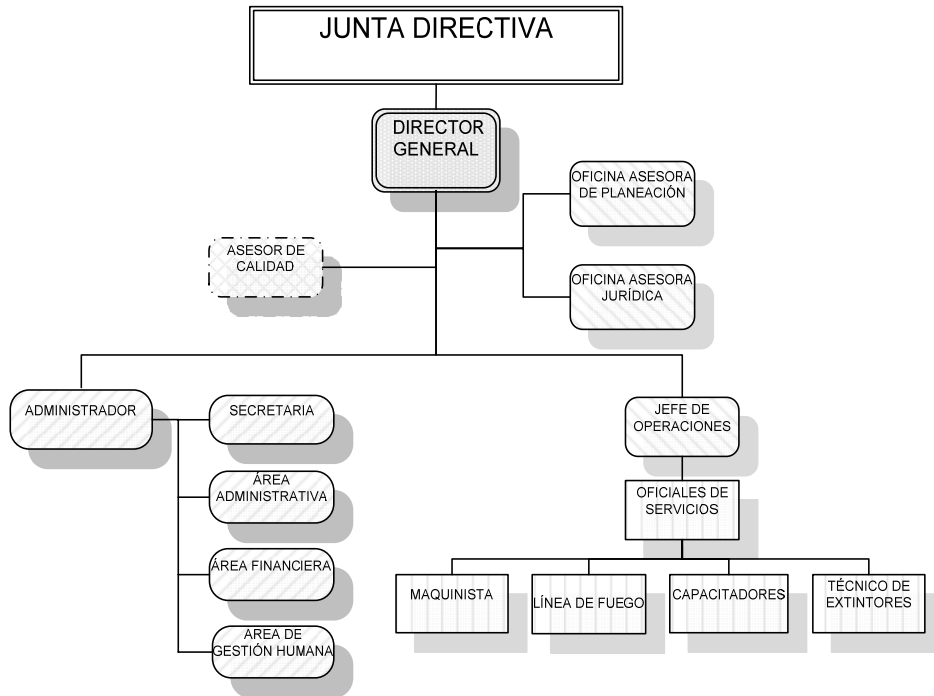 JUNTA DIRECTIVA
DIRECTOR
GENERAL
OFICINA ASESORA
DE PLANEACIÓN
ASESOR DE
CALIDAD
OFICINA ASESORA
JURÍDICA
ADMINISTRADOR
SECRETARIA
ÁREA
ADMINISTRATIVA
ÁREA FINANCIERA
AREA DE
GESTIÓN HUMANA
JEFE DE
OPERACIONES
OFICIALES DE
SERVICIOS
MAQUINISTA
LÍNEA DE FUEGO
CAPACITADORES
TÉCNICO DE
EXTINTORES